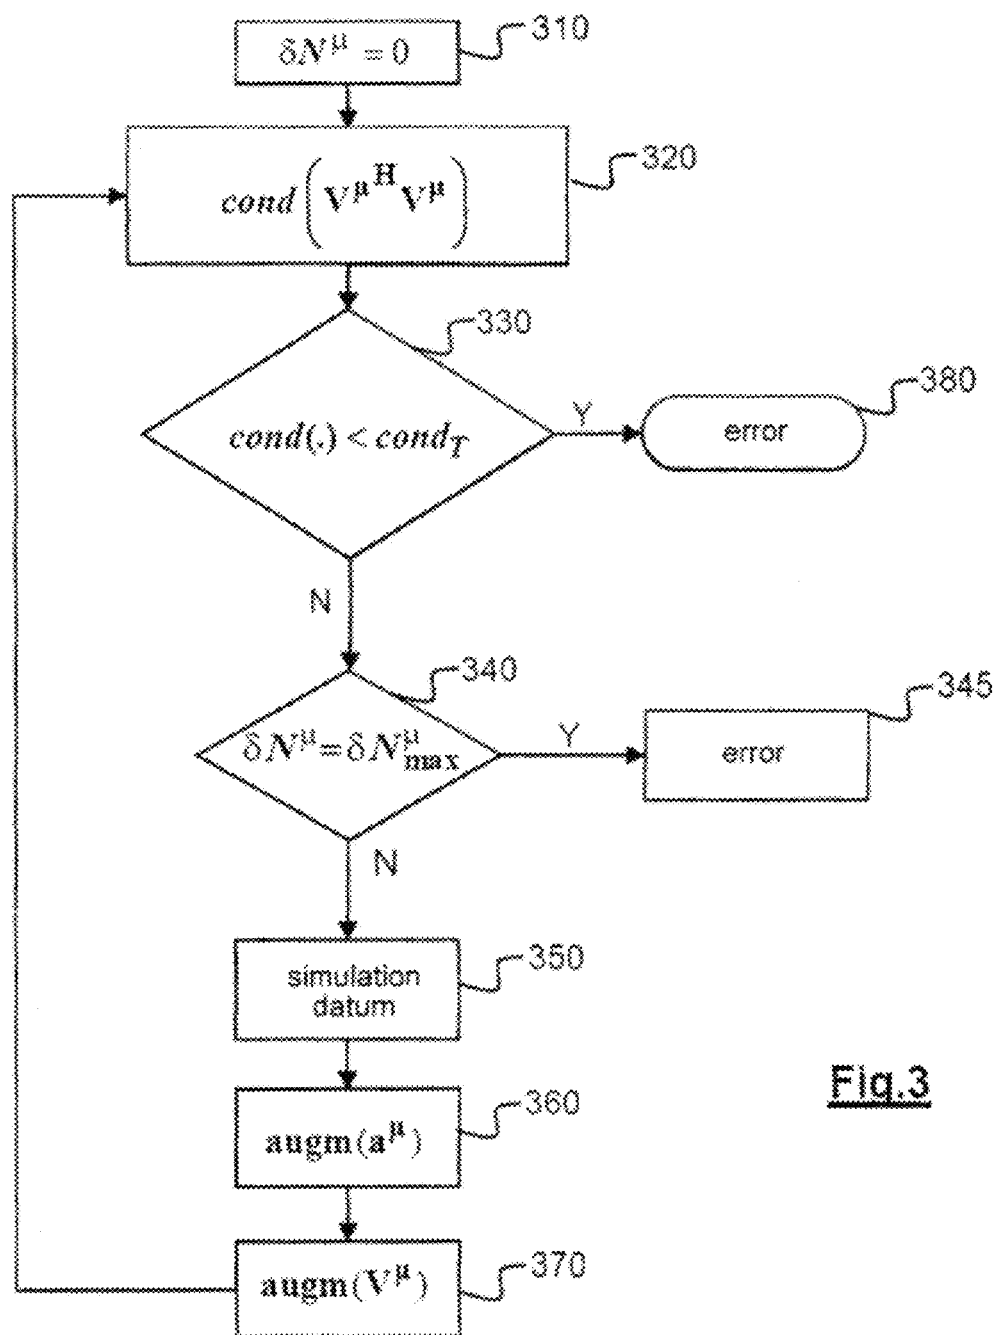 310
δN^μ = 0
320
cond(V^μ^H V^μ)
330
380
cond(.) < cond_T
Y
error
N
340
345
δN^μ = δN^μ_max
Y
error
N
350
simulation
datum
360
augm(a^μ)
Fig.3
370
augm(V^μ)